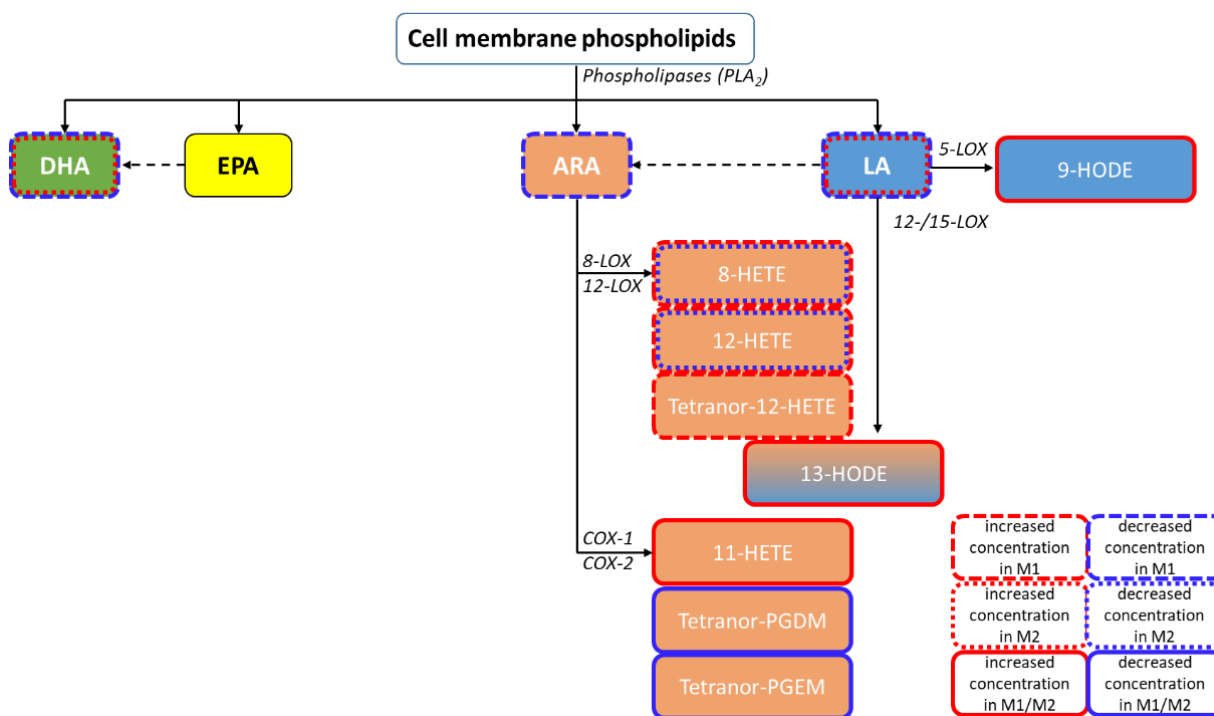 Cell membrane phospholipids
Phospholipases (PLA₂)
DHA
EPA
ARA
LA
5-LOX
9-HODE
12-/15-LOX
8-LOX
12-LOX
8-HETE
12-HETE
Tetranor-12-HETE
13-HODE
COX-1
COX-2
11-HETE
Tetranor-PGDM
Tetranor-PGEM
increased
concentration
in M1
decreased
concentration
in M1
increased
concentration
in M2
decreased
concentration
in M2
increased
concentration
in M1/M2
decreased
concentration
in M1/M2